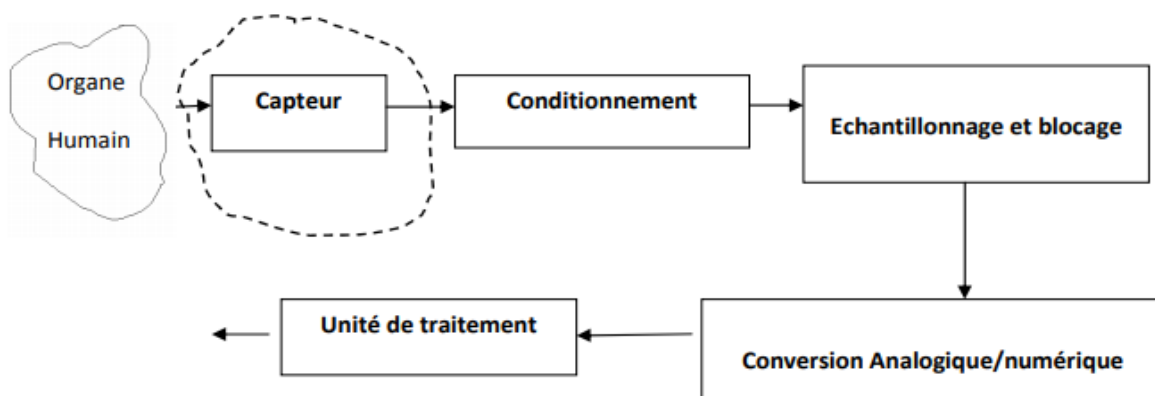 Organe
Humain
Capteur
Conditionnement
Echantillonnage et blocage
Unité de traitement
Conversion Analogique/numérique